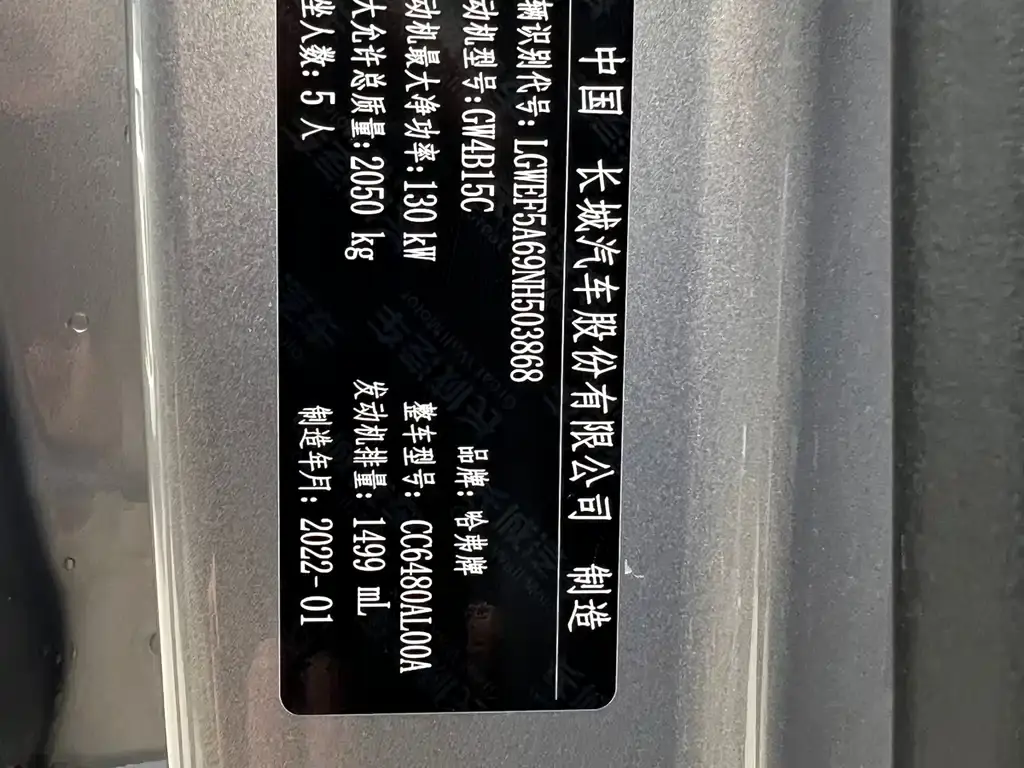 中国 长城汽车股份有限公司 制造
辆识别代号: LGWEF5A69NH503868
动机型号: GW4B15C 品牌: 哈弗牌
动机最大净功率: 130 kW 整车型号: CC6480AL00A
大允许总质量: 2050 kg 发动机排量: 1499 mL
坐人数: 5 人 制造年月: 2022-01